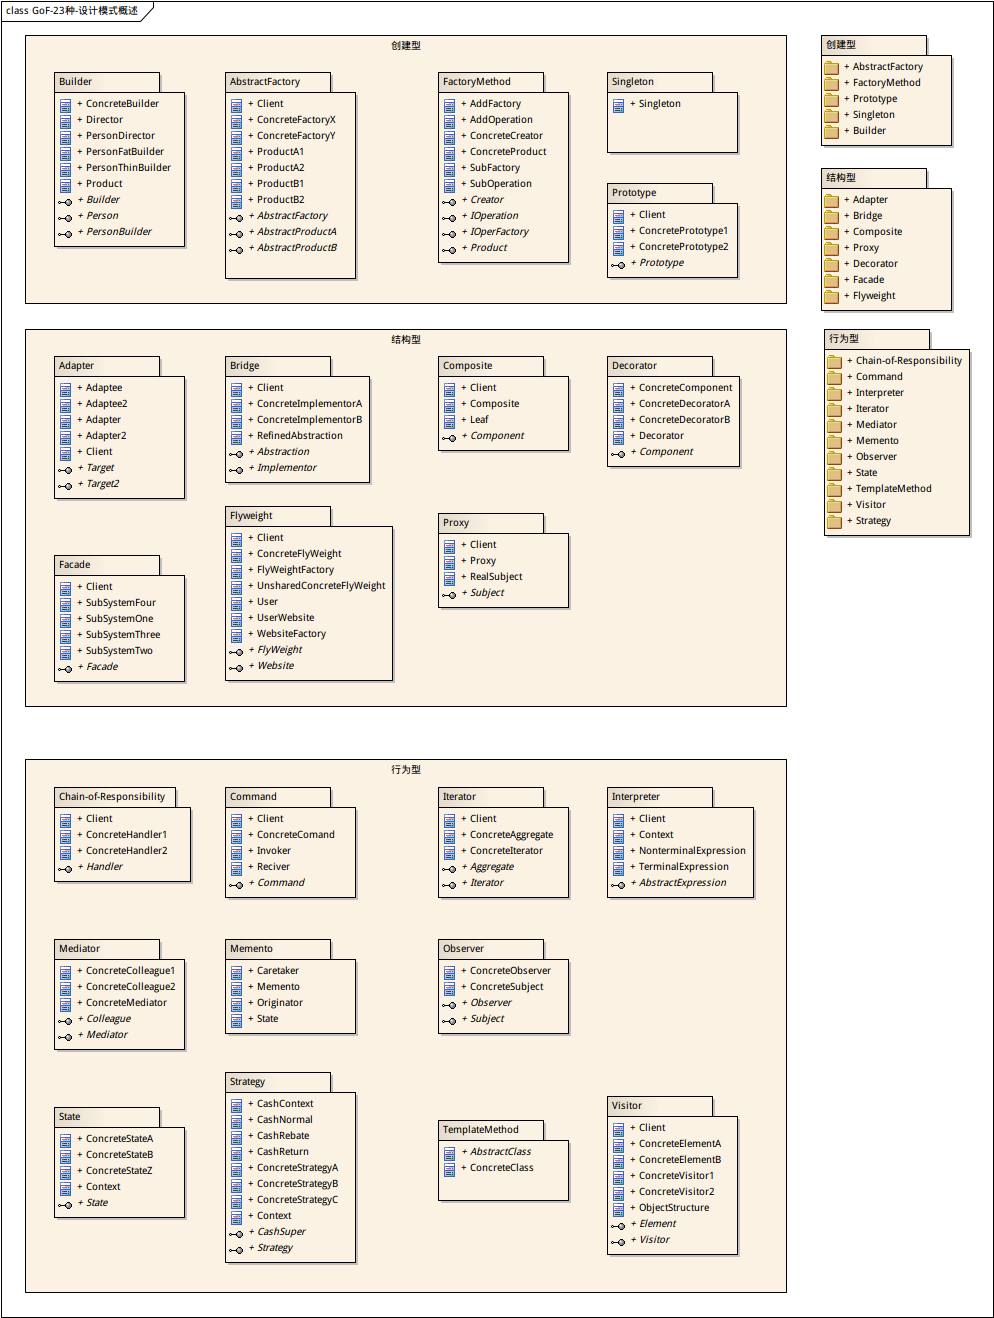 class GoF-23种-设计模式概述
创建型
Builder
+ ConcreteBuilder
+ Director
+ PersonDirector
+ PersonFatBuilder
+ PersonThinBuilder
+ Product
+ Builder
+ Person
+ PersonBuilder
AbstractFactory
+ Client
+ ConcreteFactoryX
+ ConcreteFactoryY
+ ProductA1
+ ProductA2
+ ProductB1
+ ProductB2
+ AbstractFactory
+ AbstractProductA
+ AbstractProductB
FactoryMethod
+ AddFactory
+ AddOperation
+ ConcreteCreator
+ ConcreteProduct
+ SubFactory
+ SubOperation
+ Creator
+ IOperation
+ IOperFactory
+ Product
Singleton
+ Singleton
Prototype
+ Client
+ ConcretePrototype1
+ ConcretePrototype2
+ Prototype
创建型
+ AbstractFactory
+ FactoryMethod
+ Prototype
+ Singleton
+ Builder
结构型
+ Adapter
+ Bridge
+ Composite
+ Proxy
+ Decorator
+ Facade
+ Flyweight
行为型
+ Chain-of-Responsibility
+ Command
+ Interpreter
+ Iterator
+ Mediator
+ Memento
+ Observer
+ State
+ TemplateMethod
+ Visitor
+ Strategy
结构型
Adapter
+ Adaptee
+ Adaptee2
+ Adapter
+ Adapter2
+ Client
+ Target
+ Target2
Bridge
+ Client
+ ConcreteImplementorA
+ ConcreteImplementorB
+ RefinedAbstraction
+ Abstraction
+ Implementor
Composite
+ Client
+ Composite
+ Leaf
+ Component
Decorator
+ ConcreteComponent
+ ConcreteDecoratorA
+ ConcreteDecoratorB
+ Decorator
+ Component
Facade
+ Client
+ SubSystemFour
+ SubSystemOne
+ SubSystemThree
+ SubSystemTwo
+ Facade
Flyweight
+ Client
+ ConcreteFlyWeight
+ FlyWeightFactory
+ UnsharedConcreteFlyWeight
+ User
+ UserWebsite
+ WebsiteFactory
+ FlyWeight
+ Website
Proxy
+ Client
+ Proxy
+ RealSubject
+ Subject
行为型
Chain-of-Responsibility
+ Client
+ ConcreteHandler1
+ ConcreteHandler2
+ Handler
Command
+ Client
+ ConcreteComand
+ Invoker
+ Reciver
+ Command
Iterator
+ Client
+ ConcreteAggregate
+ ConcreteIterator
+ Aggregate
+ Iterator
Interpreter
+ Client
+ Context
+ NonterminalExpression
+ TerminalExpression
+ AbstractExpression
Mediator
+ ConcreteColleague1
+ ConcreteColleague2
+ ConcreteMediator
+ Colleague
+ Mediator
Memento
+ Caretaker
+ Memento
+ Originator
+ State
Observer
+ ConcreteObserver
+ ConcreteSubject
+ Observer
+ Subject
State
+ ConcreteStateA
+ ConcreteStateB
+ ConcreteStateZ
+ Context
+ State
Strategy
+ CashContext
+ CashNormal
+ CashRebate
+ CashReturn
+ ConcreteStrategyA
+ ConcreteStrategyB
+ ConcreteStrategyC
+ Context
+ CashSuper
+ Strategy
TemplateMethod
+ AbstractClass
+ ConcreteClass
Visitor
+ Client
+ ConcreteElementA
+ ConcreteElementB
+ ConcreteVisitor1
+ ConcreteVisitor2
+ ObjectStructure
+ Element
+ Visitor